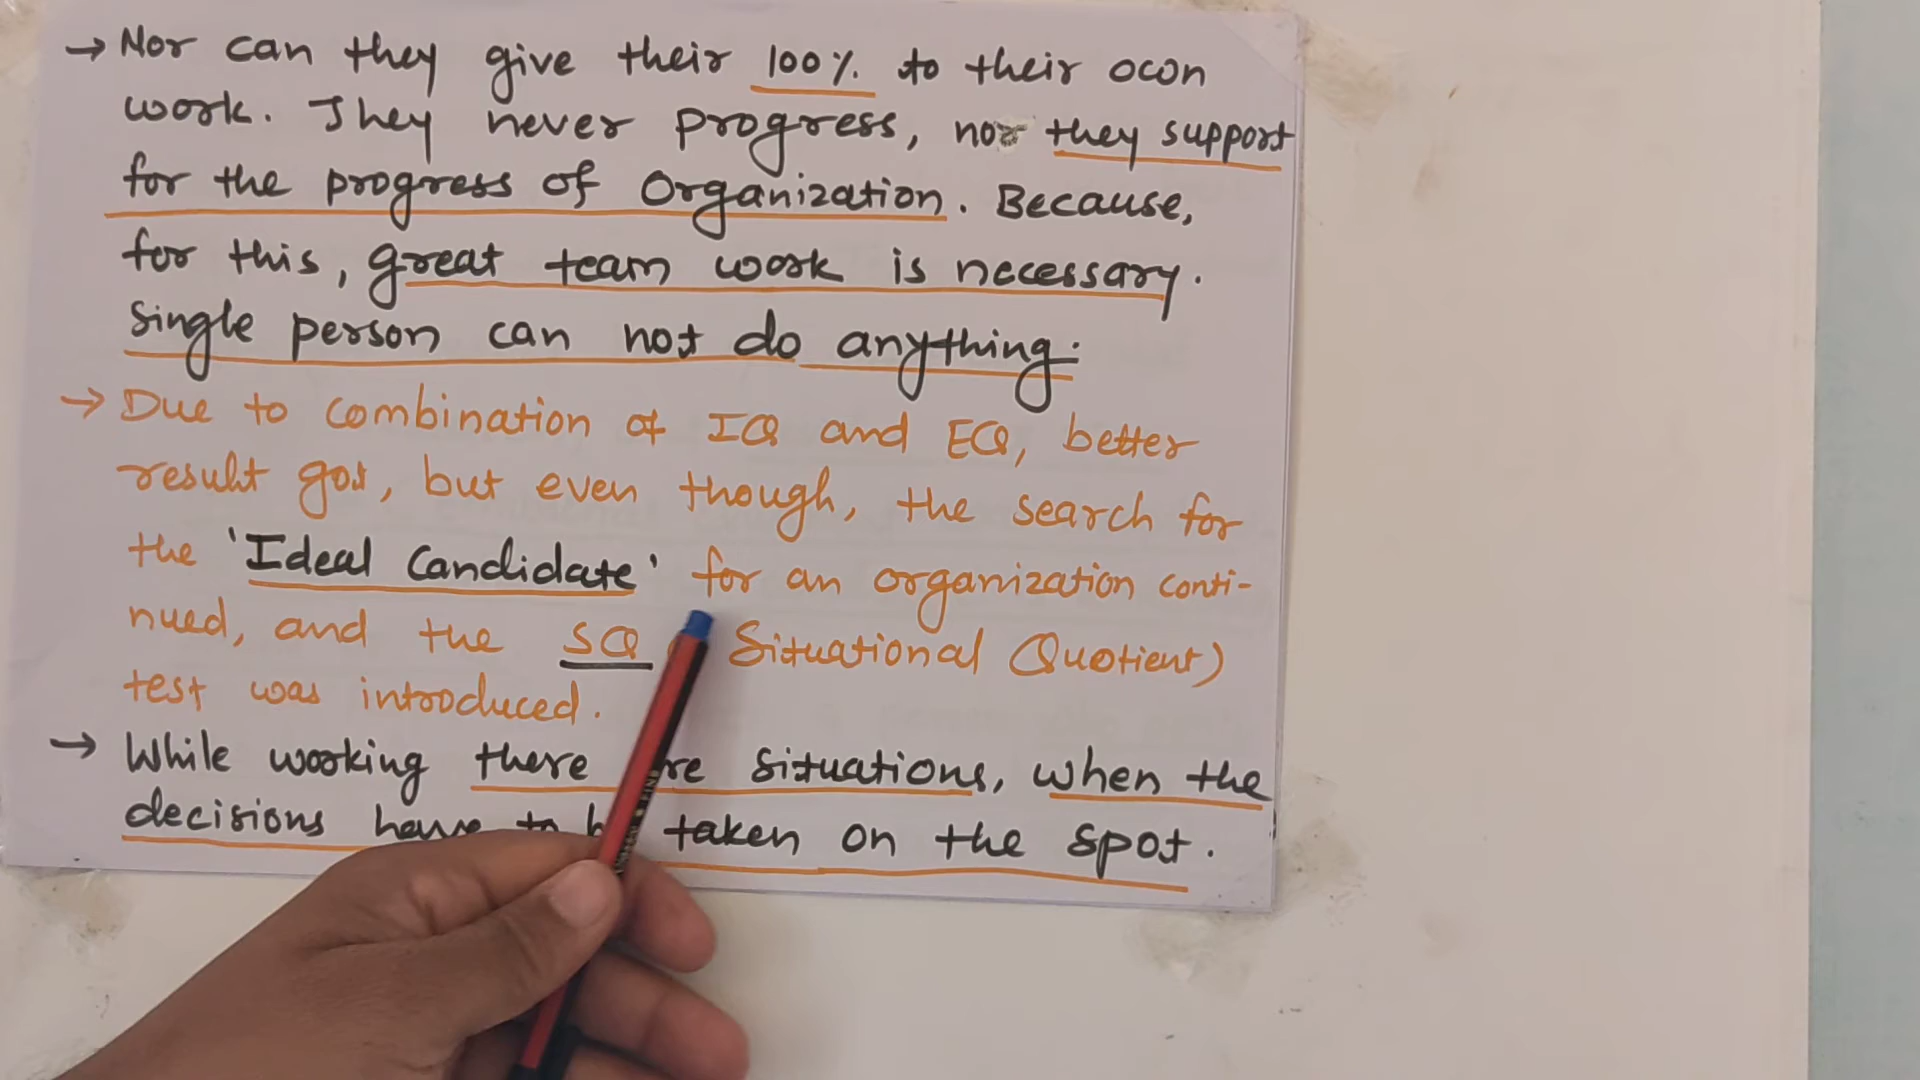 → Nor can they give their 100% to their own
work. They never progress, nor they support
for the progress of Organization. Because,
for this, great team work is necessary.
Single person can not do anything.
→ Due to combination of IQ and EQ, better
result got, but even though, the search for
the 'Ideal Candidate' for an organization conti-
nued, and the SQ Situational Quotient)
test was introduced.
→ While working there are situations, when the
decisions have to be taken on the spot.